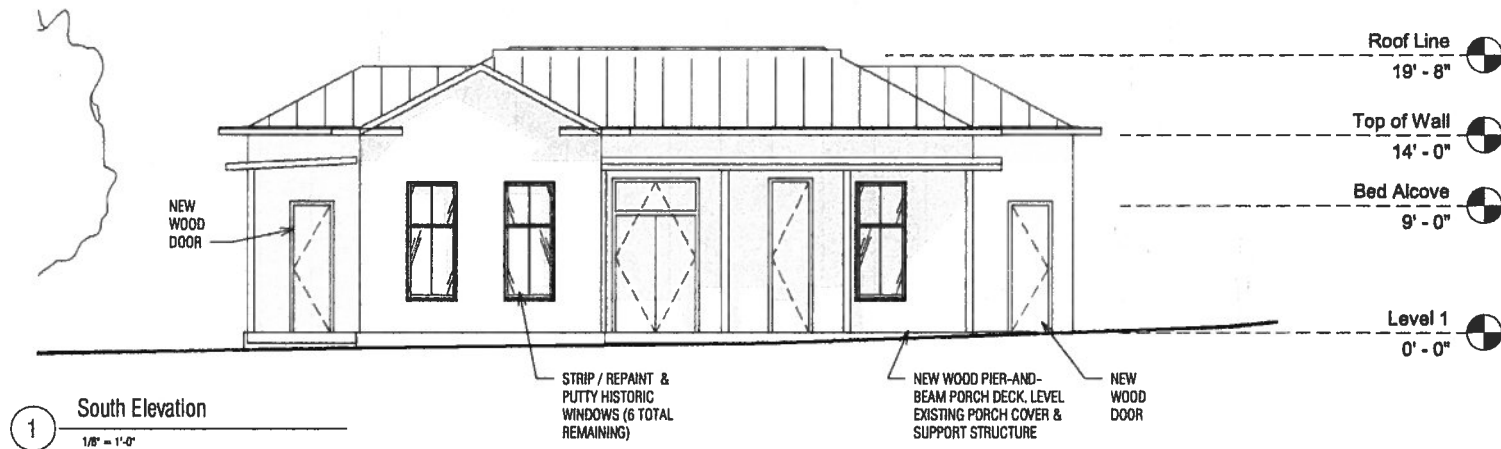 Roof Line
19' - 8"
Top of Wall
14' - 0"
Bed Alcove
9' - 0"
Level 1
0' - 0"
NEW
WOOD
DOOR
STRIP / REPAINT &
PUTTY HISTORIC
WINDOWS (6 TOTAL
REMAINING)
NEW WOOD PIER-AND-
BEAM PORCH DECK. LEVEL
EXISTING PORCH COVER &
SUPPORT STRUCTURE
NEW
WOOD
DOOR
1
South Elevation
1/8" = 1'-0"